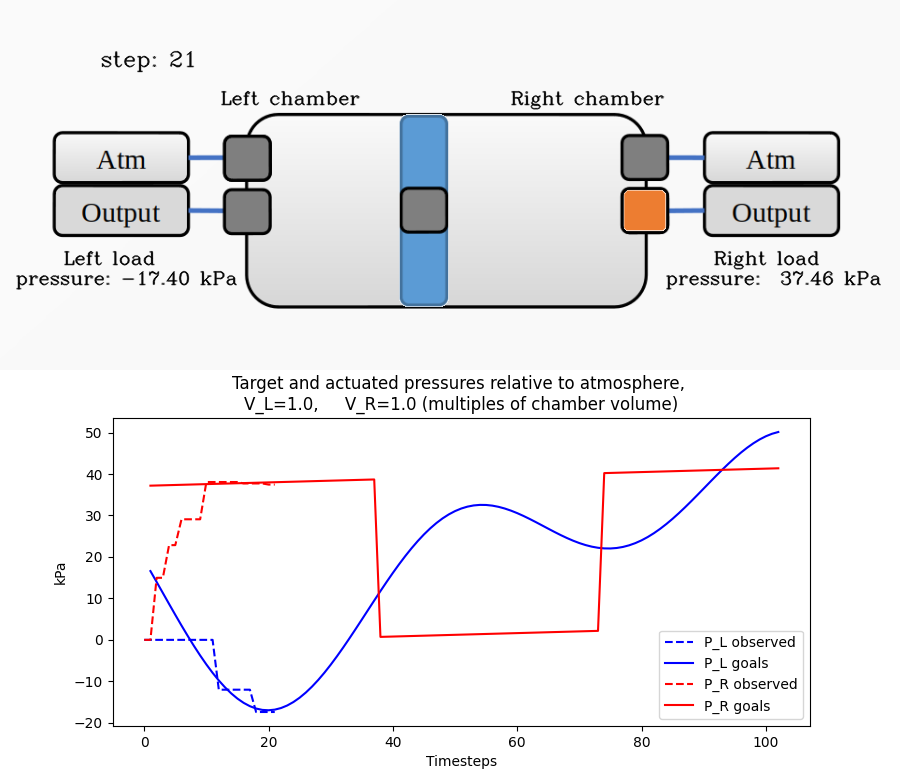 step: 21
Left chamber
Right chamber
Atm
Atm
Output
Output
Left load
pressure: −17.40 kPa
Right load
pressure: 37.46 kPa
Target and actuated pressures relative to atmosphere,
V_L=1.0, V_R=1.0 (multiples of chamber volume)
50
40
30
20
10
0
−10
−20
kPa
0
20
40
60
80
100
Timesteps
P_L observed
P_L goals
P_R observed
P_R goals